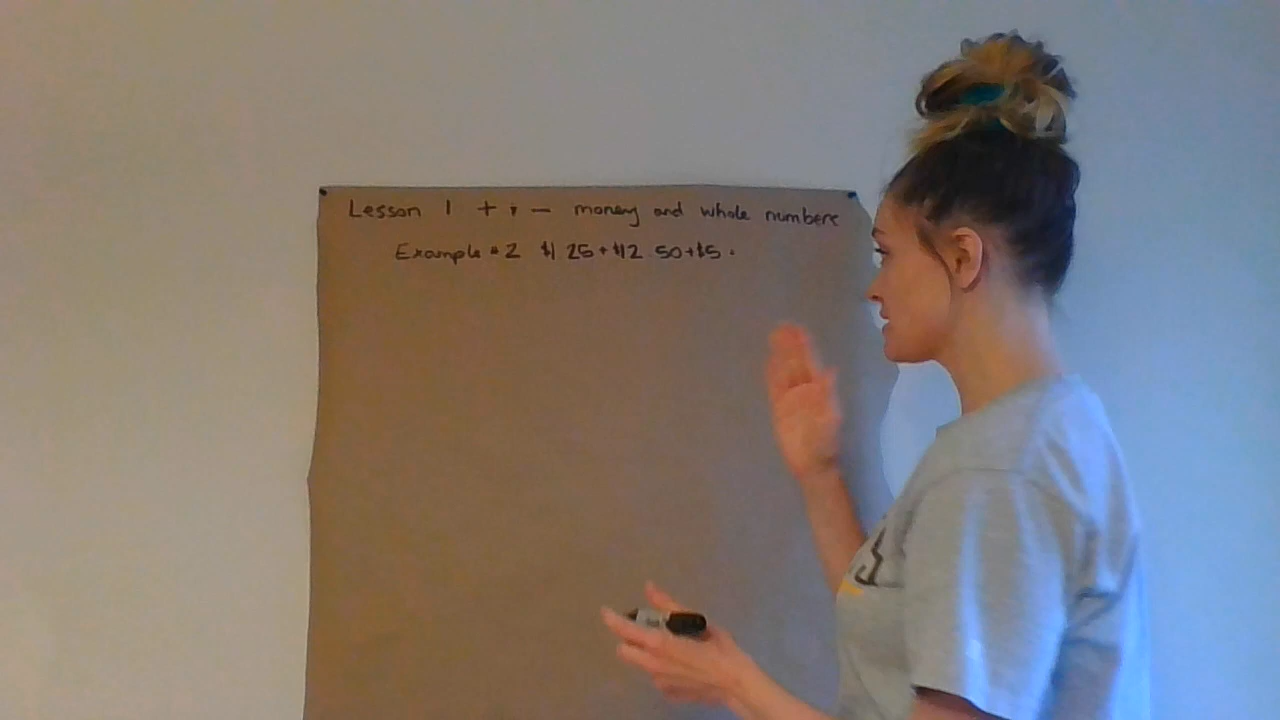 Lesson 1 + ; - money and whole numbers
Example # 2 $1.25+$12.50+$5.